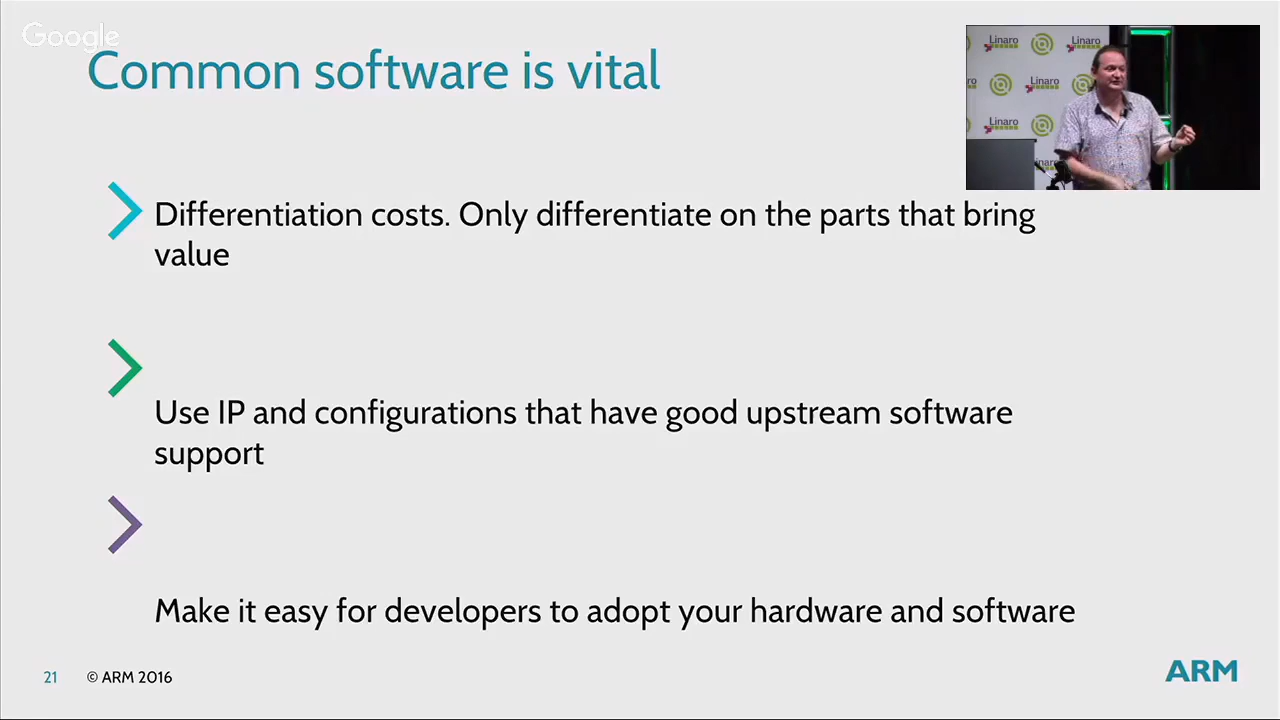 Google
Common software is vital
Linaro
Linaro
Linaro
Linaro
Differentiation costs. Only differentiate on the parts that bring
value
Use IP and configurations that have good upstream software
support
Make it easy for developers to adopt your hardware and software
21
© ARM 2016
ARM